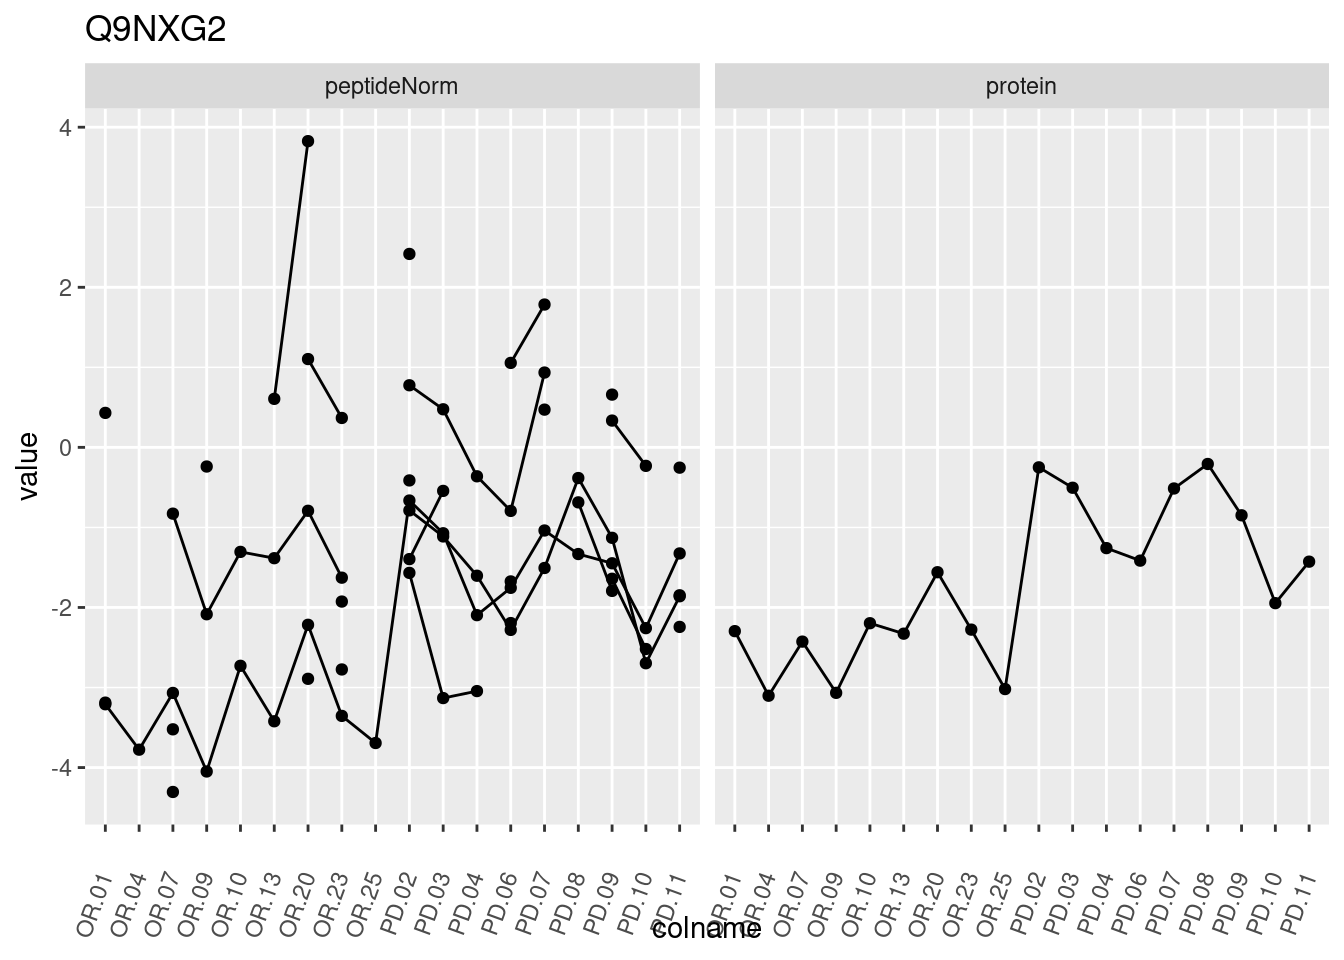 Q9NXG2
peptideNorm
protein
value
4
2
0
-2
-4
OR.01
OR.04
OR.07
OR.09
OR.10
OR.13
OR.20
OR.23
OR.25
PD.02
PD.03
PD.04
PD.06
PD.07
PD.08
PD.09
PD.10
PD.11
OR.01
OR.04
OR.07
OR.09
OR.10
OR.13
OR.20
OR.23
OR.25
PD.02
PD.03
PD.04
PD.06
PD.07
PD.08
PD.09
PD.10
PD.11
colname